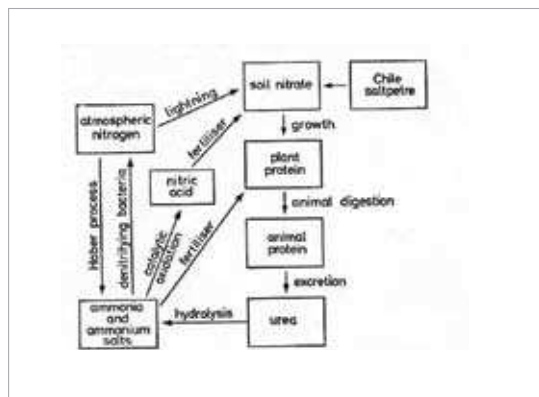 soil nitrate
Chile
saltpetre
lightning
atmospheric
nitrogen
fertiliser
growth
plant
protein
nitric
acid
animal digestion
Haber process
denitrifying bacteria
catalytic
oxidation
fertiliser
animal
protein
excretion
ammonia
and
ammonium
salts
hydrolysis
urea